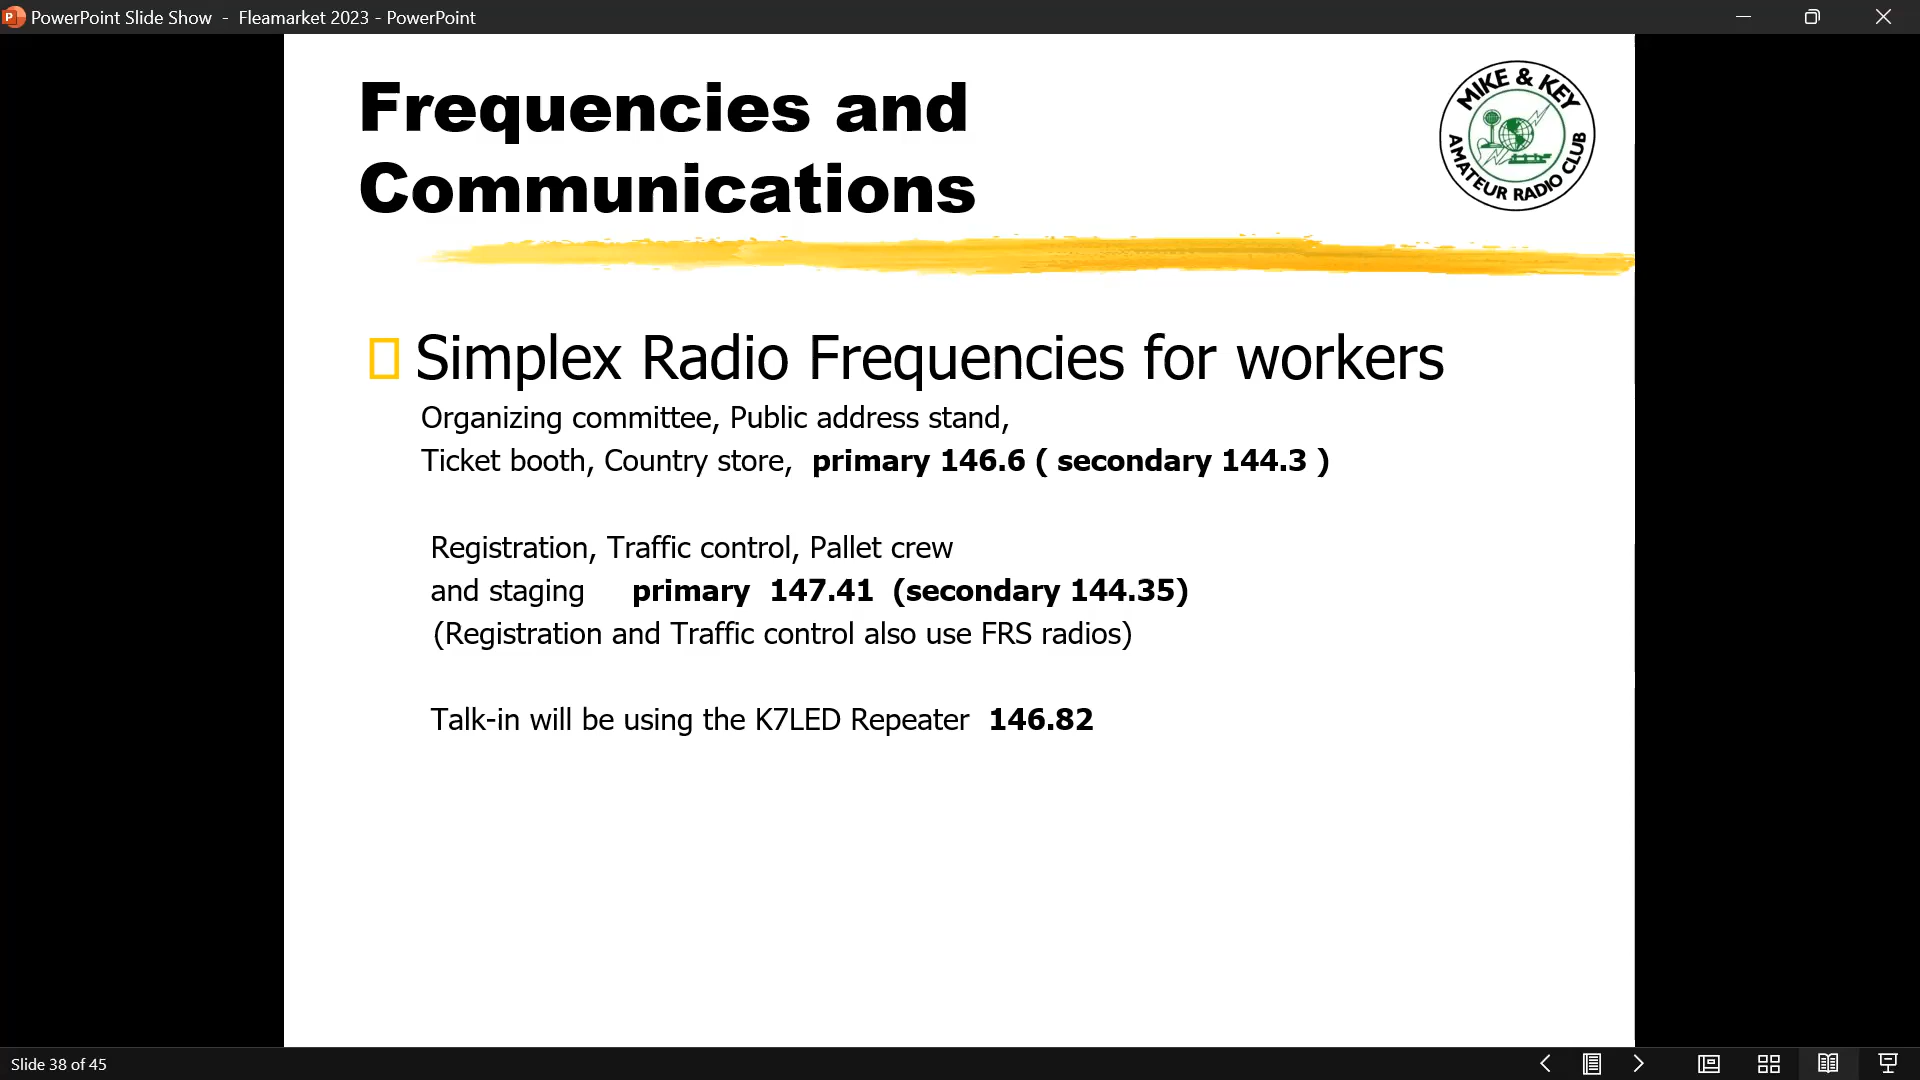 PowerPoint Slide Show - Fleamarket 2023 - PowerPoint
Frequencies and
Communications
MIKE & KEY
AMATEUR RADIO CLUB
Simplex Radio Frequencies for workers
Organizing committee, Public address stand,
Ticket booth, Country store, primary 146.6 ( secondary 144.3 )
Registration, Traffic control, Pallet crew
and staging primary 147.41 (secondary 144.35)
(Registration and Traffic control also use FRS radios)
Talk-in will be using the K7LED Repeater 146.82
Slide 38 of 45